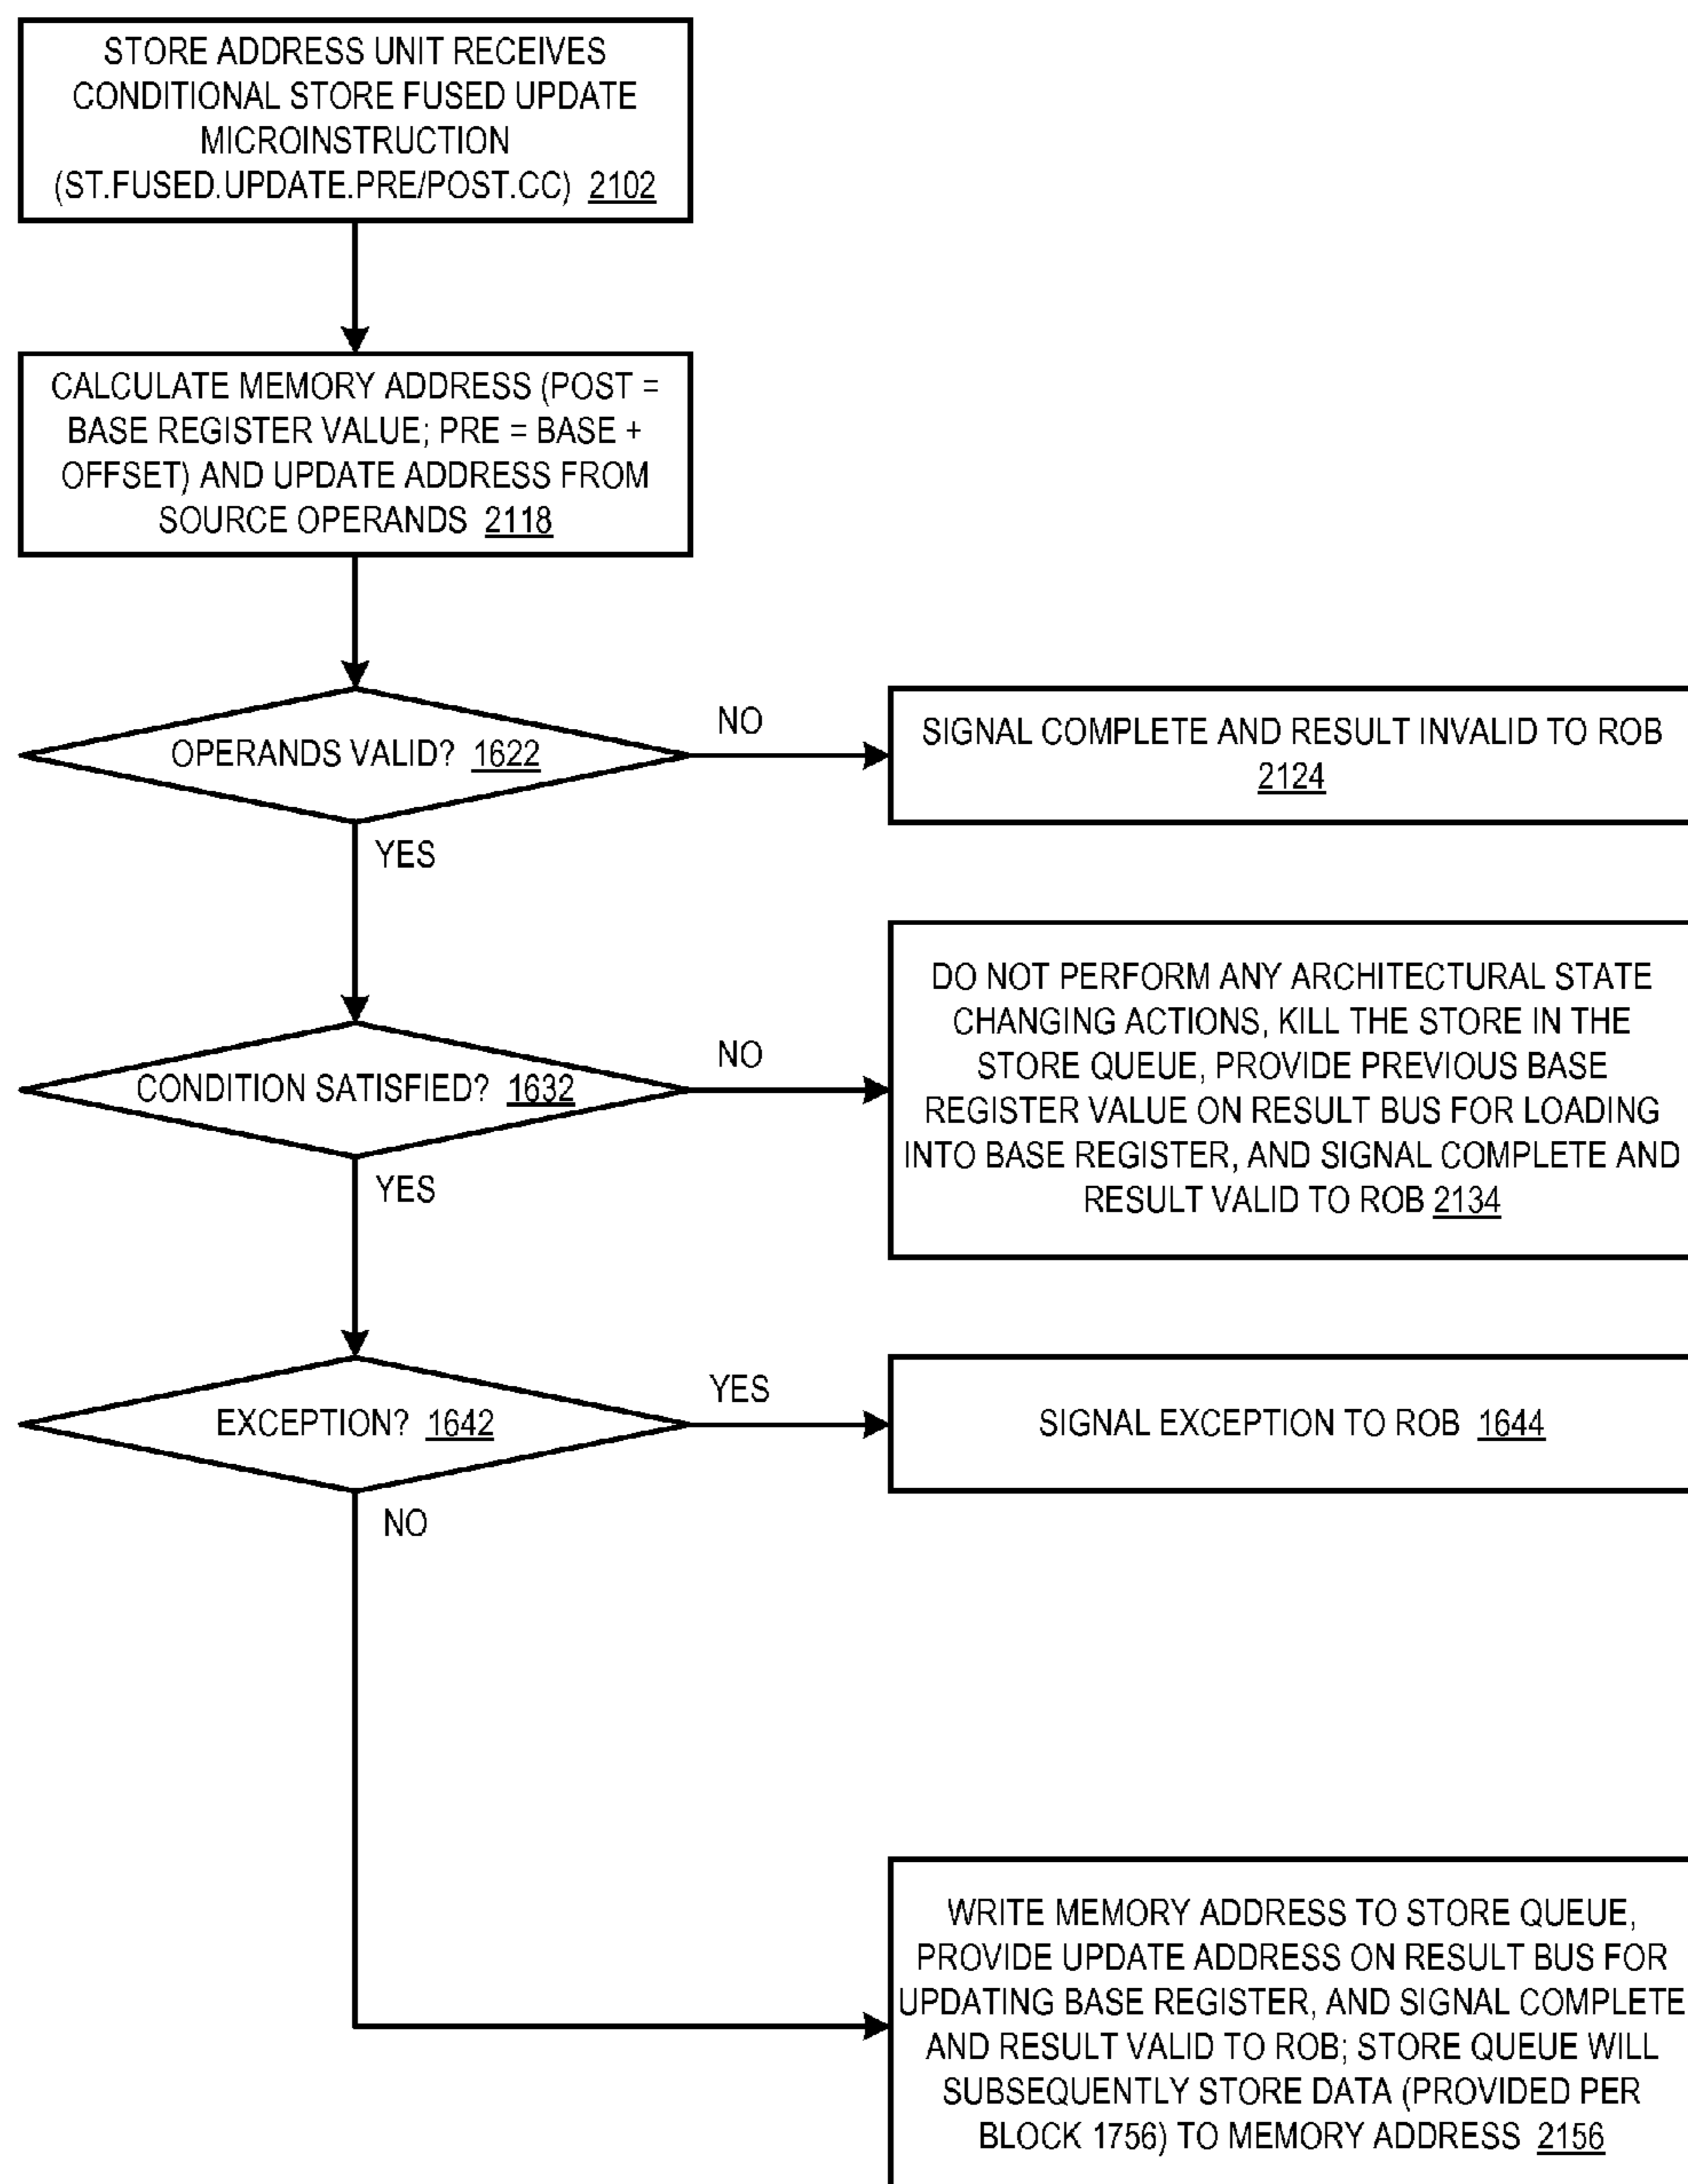 STORE ADDRESS UNIT RECEIVES
CONDITIONAL STORE FUSED UPDATE
MICROINSTRUCTION
(ST.FUSED.UPDATE.PRE/POST.CC) 2102
CALCULATE MEMORY ADDRESS (POST =
BASE REGISTER VALUE; PRE = BASE +
OFFSET) AND UPDATE ADDRESS FROM
SOURCE OPERANDS 2118
OPERANDS VALID? 1622
NO
SIGNAL COMPLETE AND RESULT INVALID TO ROB
2124
YES
CONDITION SATISFIED? 1632
NO
DO NOT PERFORM ANY ARCHITECTURAL STATE
CHANGING ACTIONS, KILL THE STORE IN THE
STORE QUEUE, PROVIDE PREVIOUS BASE
REGISTER VALUE ON RESULT BUS FOR LOADING
INTO BASE REGISTER, AND SIGNAL COMPLETE AND
RESULT VALID TO ROB 2134
YES
EXCEPTION? 1642
YES
SIGNAL EXCEPTION TO ROB 1644
NO
WRITE MEMORY ADDRESS TO STORE QUEUE,
PROVIDE UPDATE ADDRESS ON RESULT BUS FOR
UPDATING BASE REGISTER, AND SIGNAL COMPLETE
AND RESULT VALID TO ROB; STORE QUEUE WILL
SUBSEQUENTLY STORE DATA (PROVIDED PER
BLOCK 1756) TO MEMORY ADDRESS 2156